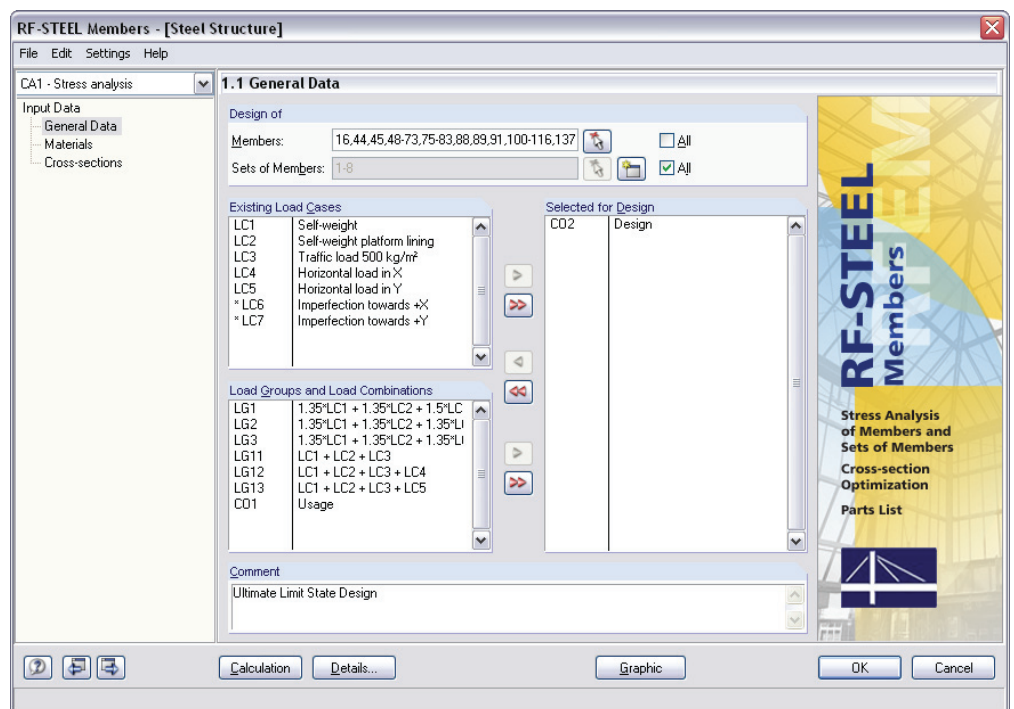 RF-STEEL Members - [Steel Structure]
File Edit Settings Help
CA1 - Stress analysis
Input Data
General Data
Materials
Cross-sections
1.1 General Data
Design of
Members: 16,44,45,48-73,75-83,88,89,91,100-116,137 All
Sets of Members: 1-8 All
Existing Load Cases
LC1 Self-weight
LC2 Self-weight platform lining
LC3 Traffic load 500 kg/m²
LC4 Horizontal load in X
LC5 Horizontal load in Y
* LC6 Imperfection towards +X
* LC7 Imperfection towards +Y
Load Groups and Load Combinations
LG1 1.35*LC1 + 1.35*LC2 + 1.5*LC
LG2 1.35*LC1 + 1.35*LC2 + 1.35*L
LG3 1.35*LC1 + 1.35*LC2 + 1.35*L
LG11 LC1 + LC2 + LC3
LG12 LC1 + LC2 + LC3 + LC4
LG13 LC1 + LC2 + LC3 + LC5
CO1 Usage
> 
>>
<
<<
>
>>
Selected for Design
CO2 Design
Comment
Ultimate Limit State Design
RF-STEEL
Members
RFEM
Stress Analysis
of Members and
Sets of Members
Cross-section
Optimization
Parts List
?
Calculation Details... Graphic OK Cancel